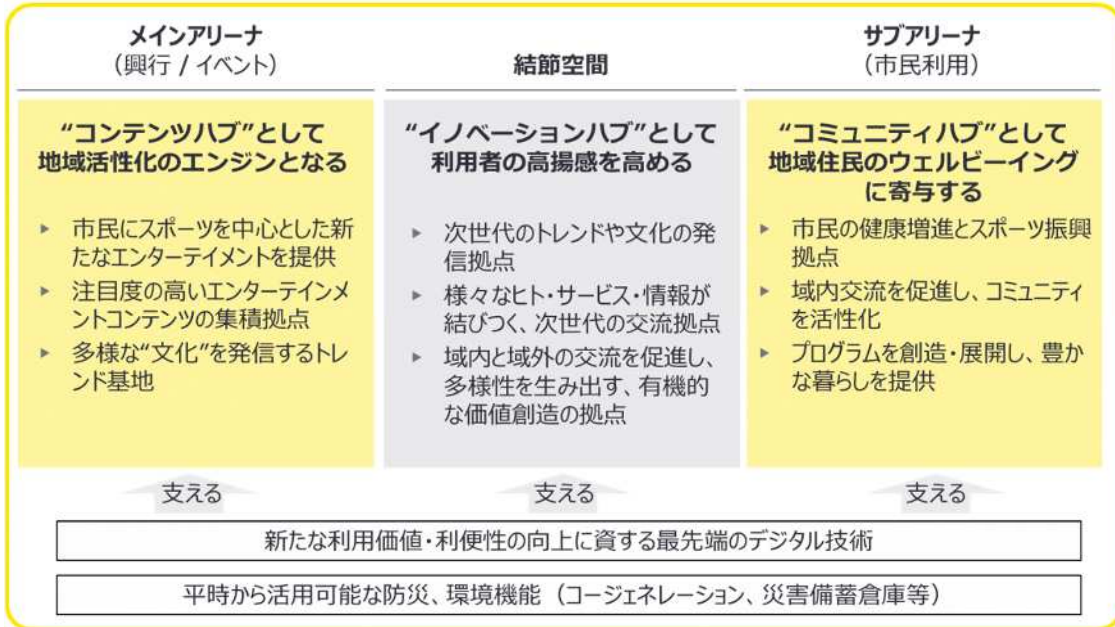 メインアリーナ
（興行 / イベント）
結節空間
サブアリーナ
（市民利用）
“コンテンツハブ”として
地域活性化のエンジンとなる
▸ 市民にスポーツを中心とした新
たなエンターテイメントを提供
▸ 注目度の高いエンターテインメ
ントコンテンツの集積拠点
▸ 多様な“文化”を発信するトレ
ンド基地
“イノベーションハブ”として
利用者の高揚感を高める
▸ 次世代のトレンドや文化の発
信拠点
▸ 様々なヒト・サービス・情報が
結びつく、次世代の交流拠点
▸ 域内と域外の交流を促進し、
多様性を生み出す、有機的
な価値創造の拠点
“コミュニティハブ”として
地域住民のウェルビーイング
に寄与する
▸ 市民の健康増進とスポーツ振興
拠点
▸ 域内交流を促進し、コミュニティ
を活性化
▸ プログラムを創造・展開し、豊か
な暮らしを提供
支える
支える
支える
新たな利用価値・利便性の向上に資する最先端のデジタル技術
平時から活用可能な防災、環境機能（コージェネレーション、災害備蓄倉庫等）